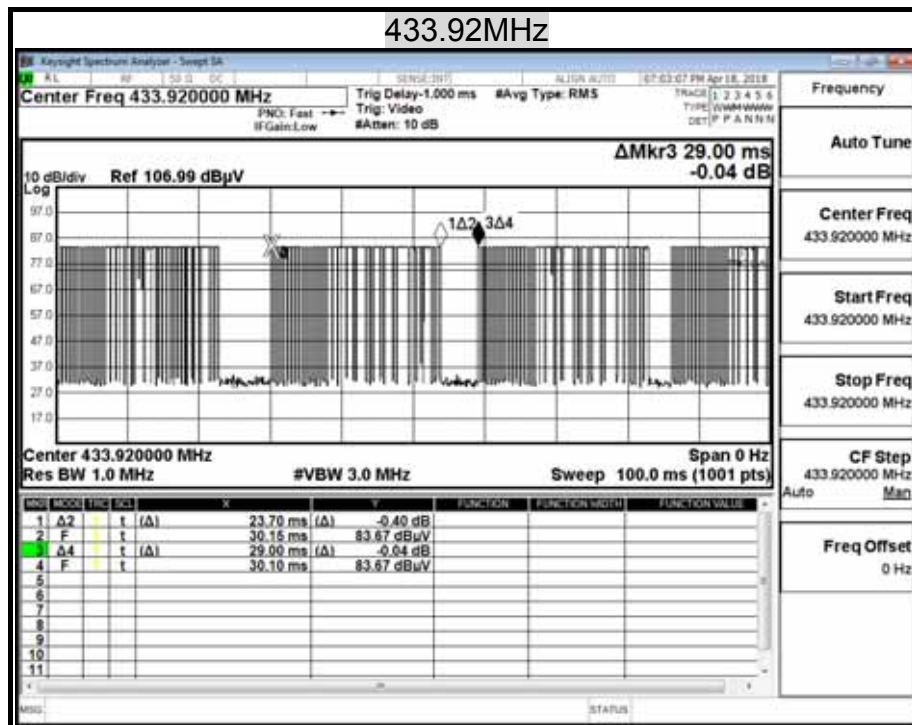 433.92MHz
Keysight Spectrum Analyzer - Swept SA
RL RF 50 Ω DC SENSE:INT ALIGN AUTO 07:03:07 PM Apr 18, 2018
Center Freq 433.920000 MHz
PNO: Fast
IFGain:Low
Trig Delay-1.000 ms
Trig: Video
#Atten: 10 dB
#Avg Type: RMS
TRACE 1 2 3 4 5 6
TYPE
DET P P A N N N
ΔMkr3 29.00 ms
-0.04 dB
10 dB/div Ref 106.99 dBμV
Log
97.0
87.0
77.0
67.0
57.0
47.0
37.0
27.0
17.0
1Δ2 3Δ4
Center 433.920000 MHz Span 0 Hz
Res BW 1.0 MHz #VBW 3.0 MHz Sweep 100.0 ms (1001 pts)
MKR MODE TRC SCL X Y FUNCTION FUNCTION WIDTH FUNCTION VALUE
1 Δ2 t (Δ) 23.70 ms (Δ) -0.40 dB
2 F t 30.15 ms 83.67 dBμV
3 Δ4 t (Δ) 29.00 ms (Δ) -0.04 dB
4 F t 30.10 ms 83.67 dBμV
5
6
7
8
9
10
11
MSG STATUS
Frequency
Auto Tune
Center Freq
433.920000 MHz
Start Freq
433.920000 MHz
Stop Freq
433.920000 MHz
CF Step
433.920000 MHz
Auto Man
Freq Offset
0 Hz